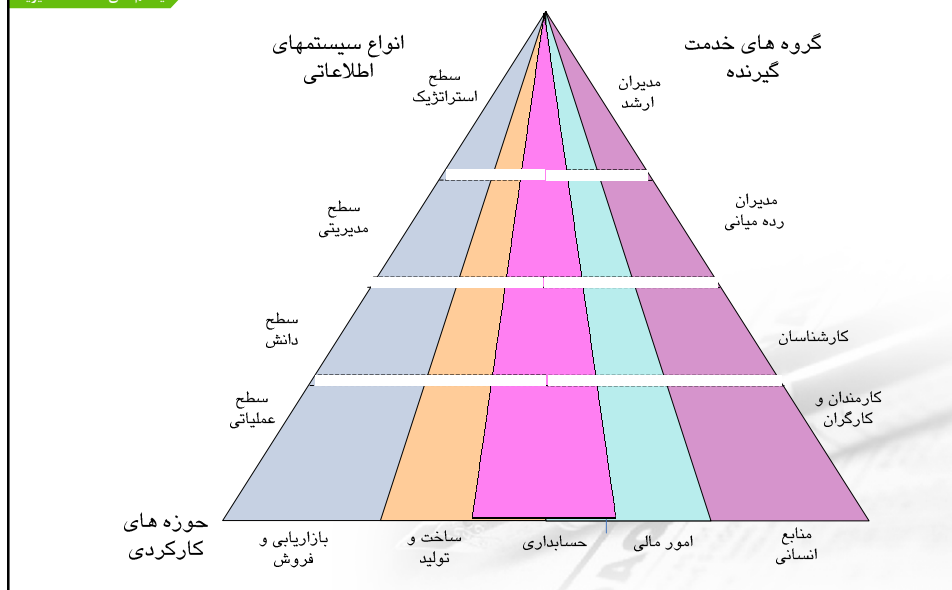 گروه های خدمت
گیرنده
انواع سیستمهای
اطلاعاتی
مدیران
ارشد
سطح
استراتژیک
مدیران
رده میانی
سطح
مدیریتی
کارشناسان
سطح
دانش
کارمندان و
کارگران
سطح
عملیاتی
حوزه های
کارکردی
منابع
انسانی
امور مالی
حسابداری
ساخت و
تولید
بازاریابی و
فروش